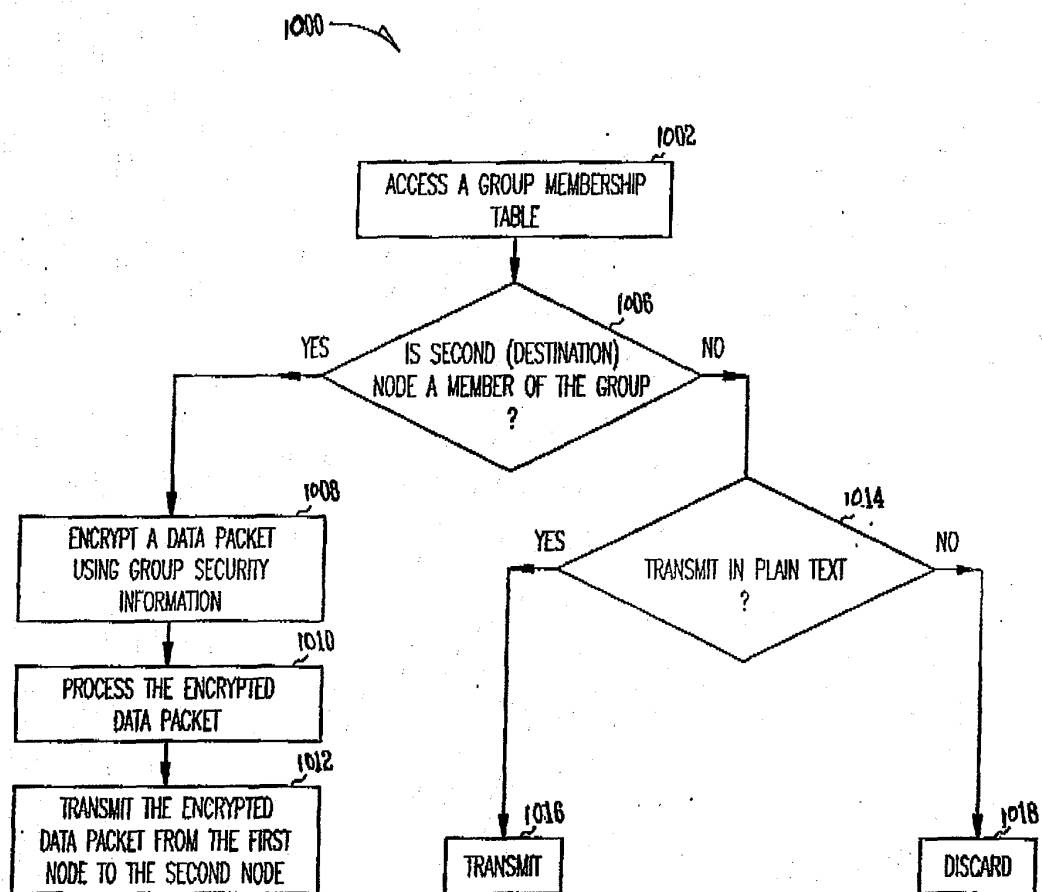 1000
1002
ACCESS A GROUP MEMBERSHIP
TABLE
1006
YES
IS SECOND (DESTINATION)
NODE A MEMBER OF THE GROUP
?
NO
1008
ENCRYPT A DATA PACKET
USING GROUP SECURITY
INFORMATION
1014
YES
TRANSMIT IN PLAIN TEXT
?
NO
1010
PROCESS THE ENCRYPTED
DATA PACKET
1012
TRANSMIT THE ENCRYPTED
DATA PACKET FROM THE FIRST
NODE TO THE SECOND NODE
1016
TRANSMIT
1018
DISCARD